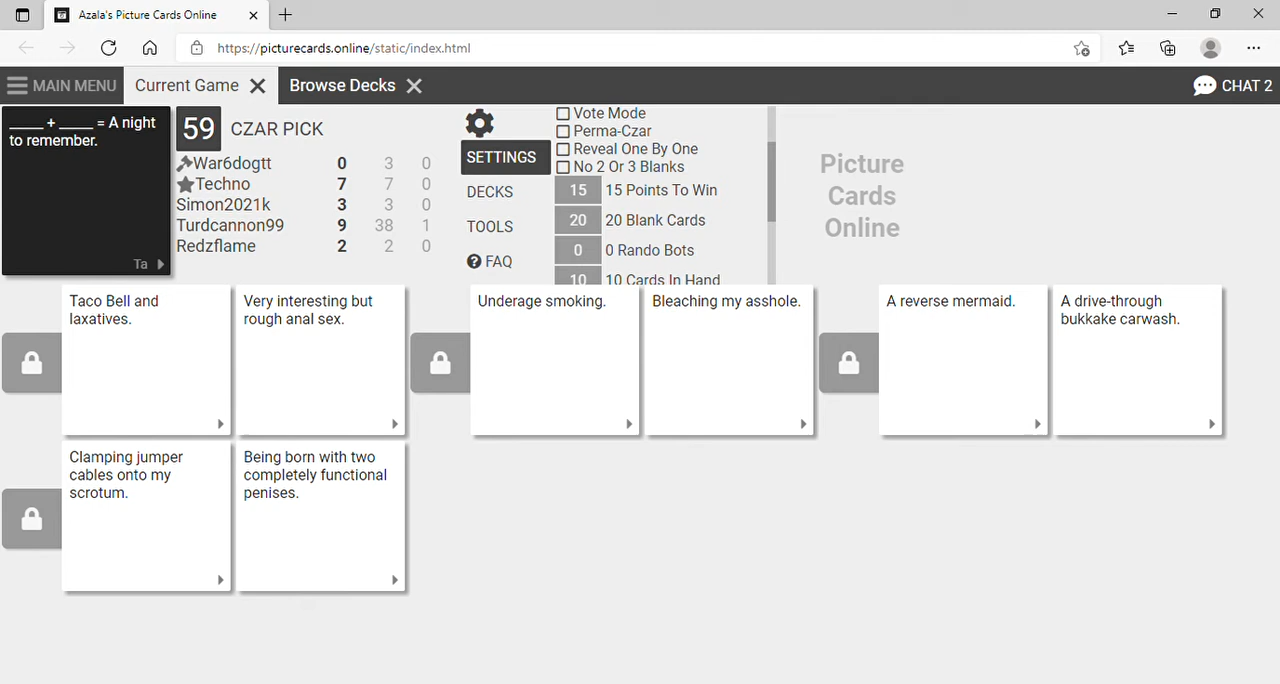 Azala's Picture Cards Online
https://picturecards.online/static/index.html
MAIN MENU
Current Game
Browse Decks
CHAT 2
____ + ____ = A night
to remember.
Ta
59 CZAR PICK
War6dogtt 0 3 0
Techno 7 7 0
Simon2021k 3 3 0
Turdcannon99 9 38 1
Redzflame 2 2 0
SETTINGS
DECKS
TOOLS
? FAQ
Vote Mode
Perma-Czar
Reveal One By One
No 2 Or 3 Blanks
15 15 Points To Win
20 20 Blank Cards
0 0 Rando Bots
10 10 Cards In Hand
Picture
Cards
Online
Taco Bell and
laxatives.
Very interesting but
rough anal sex.
Underage smoking.
Bleaching my asshole.
A reverse mermaid.
A drive-through
bukkake carwash.
Clamping jumper
cables onto my
scrotum.
Being born with two
completely functional
penises.